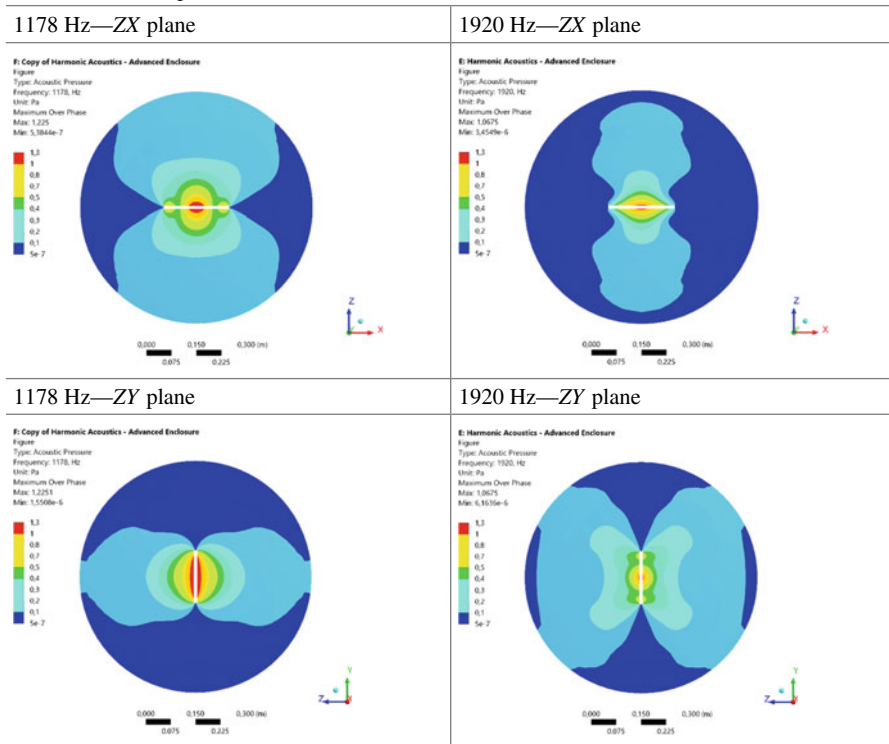 1178 Hz—ZX plane
1920 Hz—ZX plane
F: Copy of Harmonic Acoustics - Advanced Enclosure
Figure
Type: Acoustic Pressure
Frequency: 1178, Hz
Unit: Pa
Maximum Over Phase
Max: 1,225
Min: 5,3844e-7
1,3
1
0,8
0,7
0,5
0,4
0,3
0,2
0,1
5e-7
Z
X
0,000 0,150 0,300 (m)
0,075 0,225
E: Harmonic Acoustics - Advanced Enclosure
Figure
Type: Acoustic Pressure
Frequency: 1920, Hz
Unit: Pa
Maximum Over Phase
Max: 1,0675
Min: 3,4549e-6
1,3
1
0,8
0,7
0,5
0,4
0,3
0,2
0,1
5e-7
Z
X
0,000 0,150 0,300 (m)
0,075 0,225
1178 Hz—ZY plane
1920 Hz—ZY plane
F: Copy of Harmonic Acoustics - Advanced Enclosure
Figure
Type: Acoustic Pressure
Frequency: 1178, Hz
Unit: Pa
Maximum Over Phase
Max: 1,2251
Min: 1,5508e-6
1,3
1
0,8
0,7
0,5
0,4
0,3
0,2
0,1
5e-7
Y
Z
0,000 0,150 0,300 (m)
0,075 0,225
E: Harmonic Acoustics - Advanced Enclosure
Figure
Type: Acoustic Pressure
Frequency: 1920, Hz
Unit: Pa
Maximum Over Phase
Max: 1,0675
Min: 6,1636e-6
1,3
1
0,8
0,7
0,5
0,4
0,3
0,2
0,1
5e-7
Y
Z
0,000 0,150 0,300 (m)
0,075 0,225